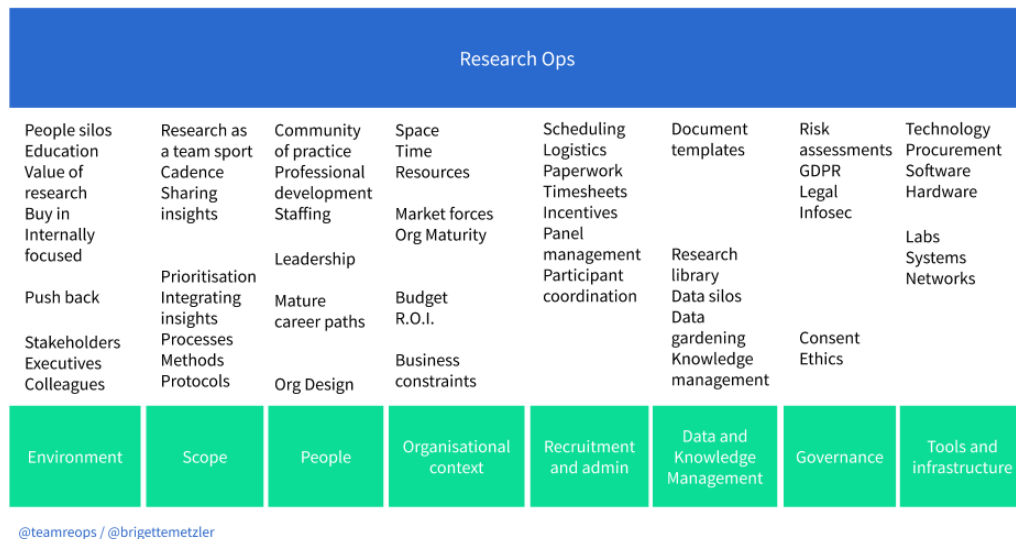 Research Ops
People silos
Education
Value of
research
Buy in
Internally
focused
Push back
Stakeholders
Executives
Colleagues
Research as
a team sport
Cadence
Sharing
insights
Prioritisation
Integrating
insights
Processes
Methods
Protocols
Community
of practice
Professional
development
Staffing
Leadership
Mature
career paths
Org Design
Space
Time
Resources
Market forces
Org Maturity
Budget
R.O.I.
Business
constraints
Scheduling
Logistics
Paperwork
Timesheets
Incentives
Panel
management
Participant
coordination
Document
templates
Research
library
Data silos
Data
gardening
Knowledge
management
Risk
assessments
GDPR
Legal
Infosec
Consent
Ethics
Technology
Procurement
Software
Hardware
Labs
Systems
Networks
Environment
Scope
People
Organisational
context
Recruitment
and admin
Data and
Knowledge
Management
Governance
Tools and
infrastructure
@teamreops / @brigettemetzler